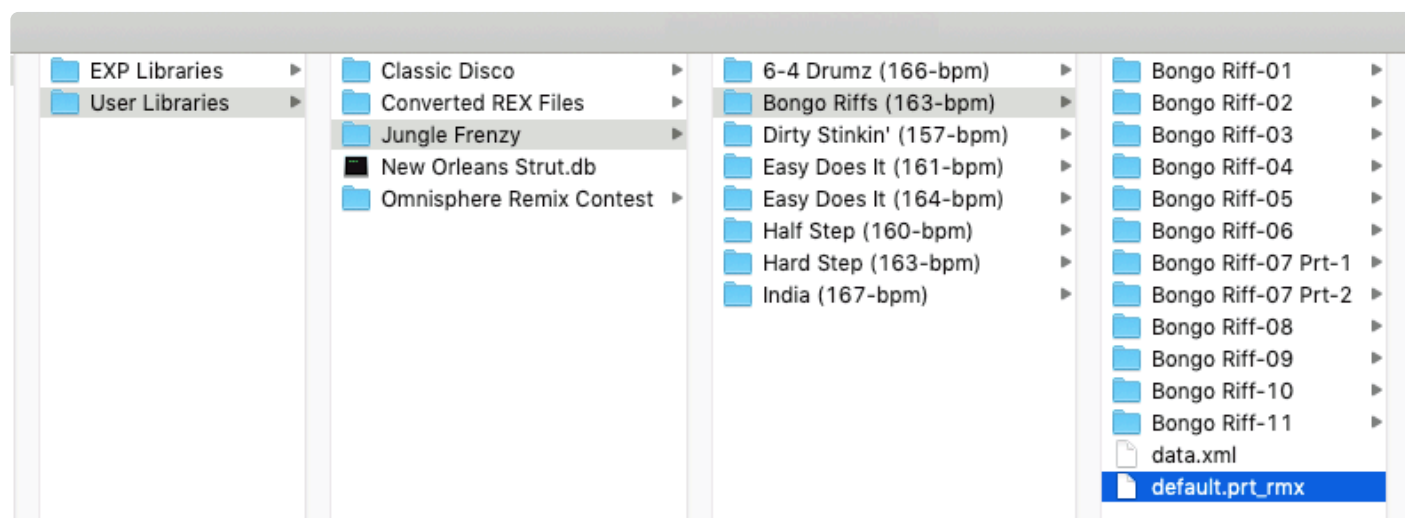 EXP Libraries
User Libraries
Classic Disco
Converted REX Files
Jungle Frenzy
New Orleans Strut.db
Omnisphere Remix Contest
6-4 Drumz (166-bpm)
Bongo Riffs (163-bpm)
Dirty Stinkin' (157-bpm)
Easy Does It (161-bpm)
Easy Does It (164-bpm)
Half Step (160-bpm)
Hard Step (163-bpm)
India (167-bpm)
Bongo Riff-01
Bongo Riff-02
Bongo Riff-03
Bongo Riff-04
Bongo Riff-05
Bongo Riff-06
Bongo Riff-07 Prt-1
Bongo Riff-07 Prt-2
Bongo Riff-08
Bongo Riff-09
Bongo Riff-10
Bongo Riff-11
data.xml
default.prt_rmx